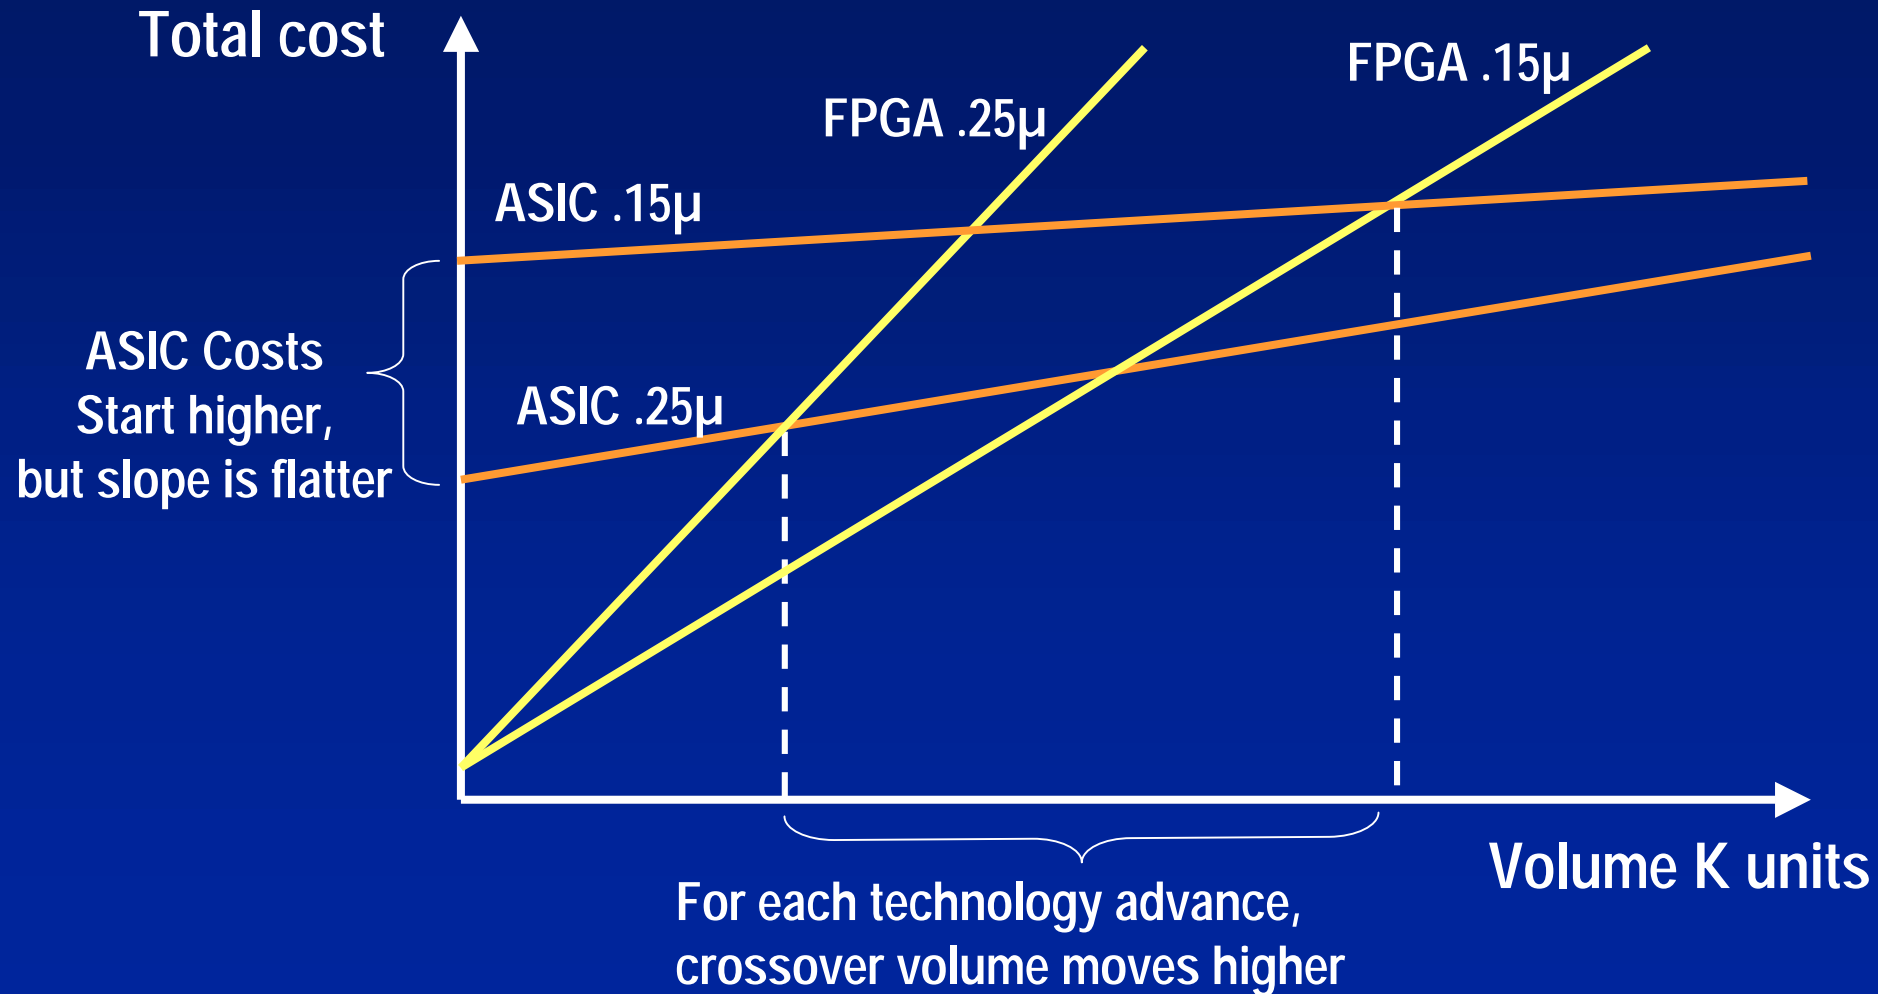 Total cost
FPGA .15µ
FPGA .25µ
ASIC .15µ
ASIC Costs
Start higher,
but slope is flatter
ASIC .25µ
Volume K units
For each technology advance,
crossover volume moves higher